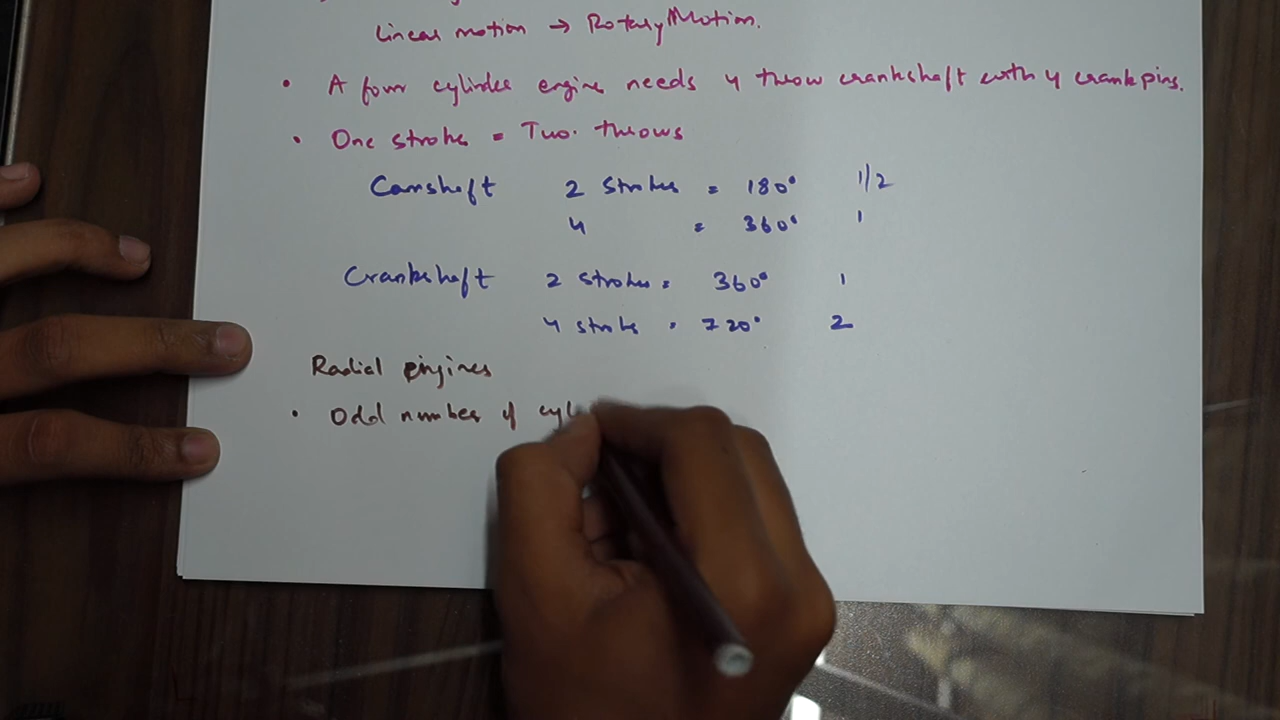 Linear motion → Rotary Motion.
• A four cylinder engine needs 4 throw crankshaft with 4 crankpins.
• One stroke = Two throws
Camshaft 2 Strokes = 180° 1/2
4 = 360° 1
Crankshaft 2 strokes = 360° 1
4 stroke = 720° 2
Radial engines
• Odd number of cyli